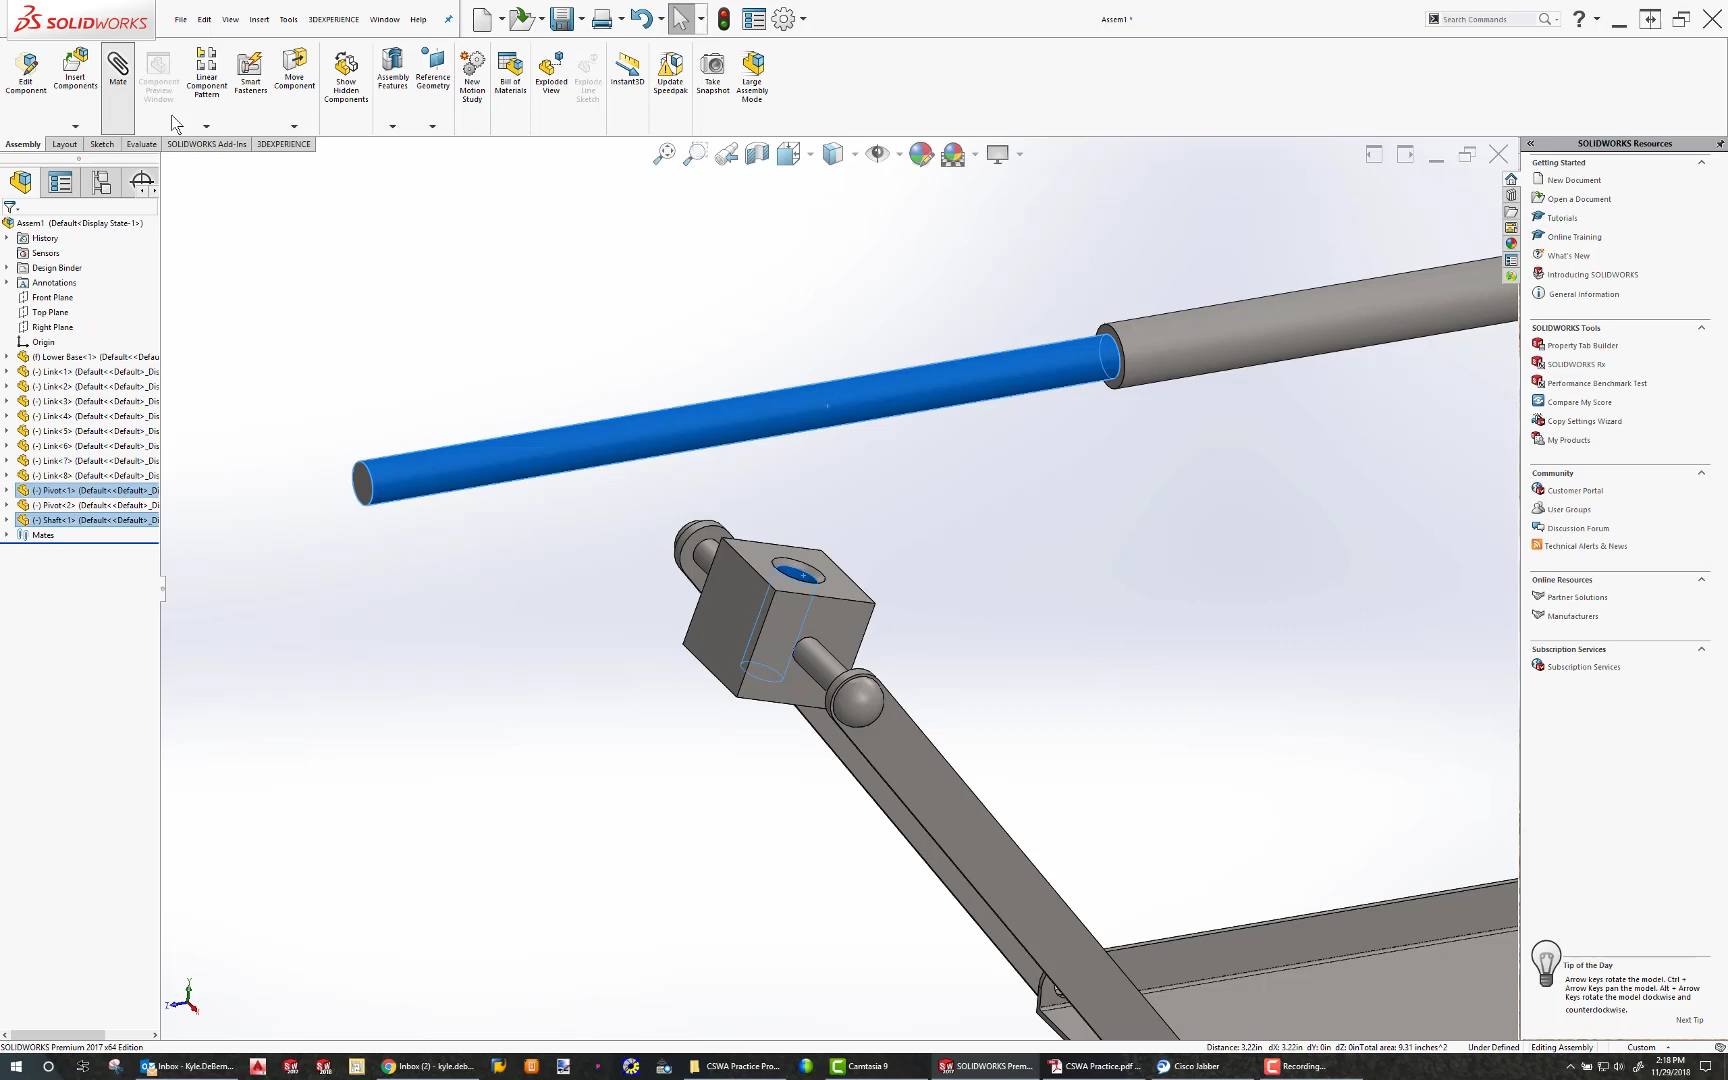 SOLIDWORKS
File Edit View Insert Tools 3DEXPERIENCE Window Help
Assem1 *
Search Commands
Edit Component
Insert Components
Mate
Component Preview Window
Linear Component Pattern
Smart Fasteners
Move Component
Show Hidden Components
Assembly Features
Reference Geometry
New Motion Study
Bill of Materials
Exploded View
Explode Line Sketch
Instant3D
Update Speedpak
Take Snapshot
Large Assembly Mode
Assembly Layout Sketch Evaluate SOLIDWORKS Add-Ins 3DEXPERIENCE
Assem1 (Default<Display State-1>)
History
Sensors
Design Binder
Annotations
Front Plane
Top Plane
Right Plane
Origin
(f) Lower Base<1> (Default<<Defau
(-) Link<1> (Default<<Default>_Dis
(-) Link<2> (Default<<Default>_Dis
(-) Link<3> (Default<<Default>_Dis
(-) Link<4> (Default<<Default>_Dis
(-) Link<5> (Default<<Default>_Dis
(-) Link<6> (Default<<Default>_Dis
(-) Link<7> (Default<<Default>_Dis
(-) Link<8> (Default<<Default>_Dis
(-) Pivot<1> (Default<<Default>_Di
(-) Pivot<2> (Default<<Default>_Di
(-) Shaft<1> (Default<<Default>_Di
Mates
SOLIDWORKS Resources
Getting Started
New Document
Open a Document
Tutorials
Online Training
What's New
Introducing SOLIDWORKS
General Information
SOLIDWORKS Tools
Property Tab Builder
SOLIDWORKS Rx
Performance Benchmark Test
Compare My Score
Copy Settings Wizard
My Products
Community
Customer Portal
User Groups
Discussion Forum
Technical Alerts & News
Online Resources
Partner Solutions
Manufacturers
Subscription Services
Subscription Services
Tip of the Day
Arrow keys rotate the model. Ctrl +
Arrow Keys pan the model. Alt + Arrow
Keys rotate the model clockwise and
counterclockwise.
Next Tip
Y
Z
SOLIDWORKS Premium 2017 x64 Edition
Distance: 3.22in dX: 3.22in dY: 0in dZ: 0inTotal area: 9.31 inches^2 Under Defined Editing Assembly Custom
Inbox - Kyle.DeBern...
Inbox (2) - kyle.deb...
CSWA Practice Pro...
Camtasia 9
SOLIDWORKS Prem...
CSWA Practice.pdf ...
Cisco Jabber
Recording...
2:18 PM
11/29/2018